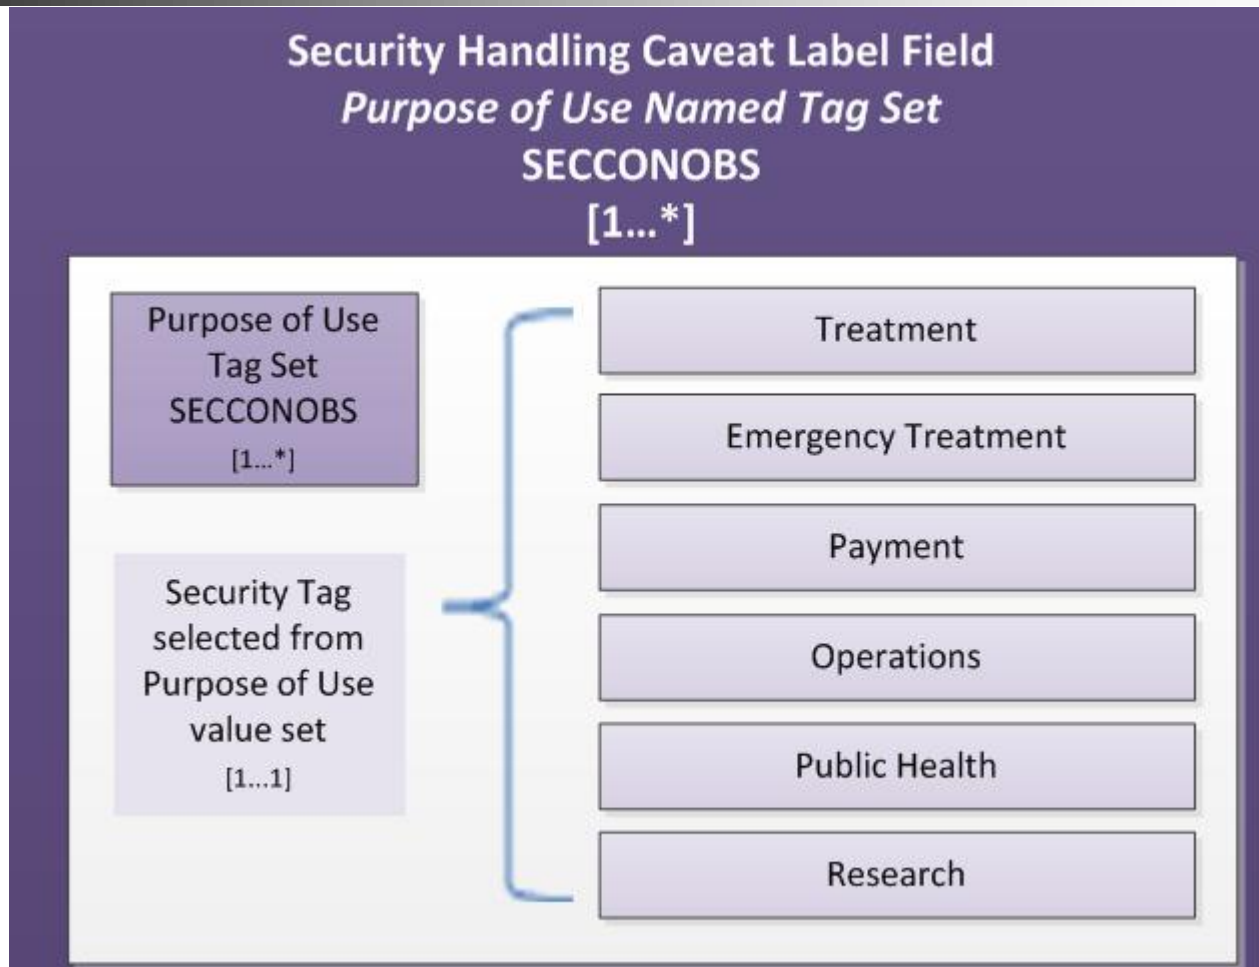 Security Handling Caveat Label Field
Purpose of Use Named Tag Set
SECCONOBS
[1...*]
Purpose of Use
Tag Set
SECCONOBS
[1...*]
Security Tag
selected from
Purpose of Use
value set
[1...1]
Treatment
Emergency Treatment
Payment
Operations
Public Health
Research